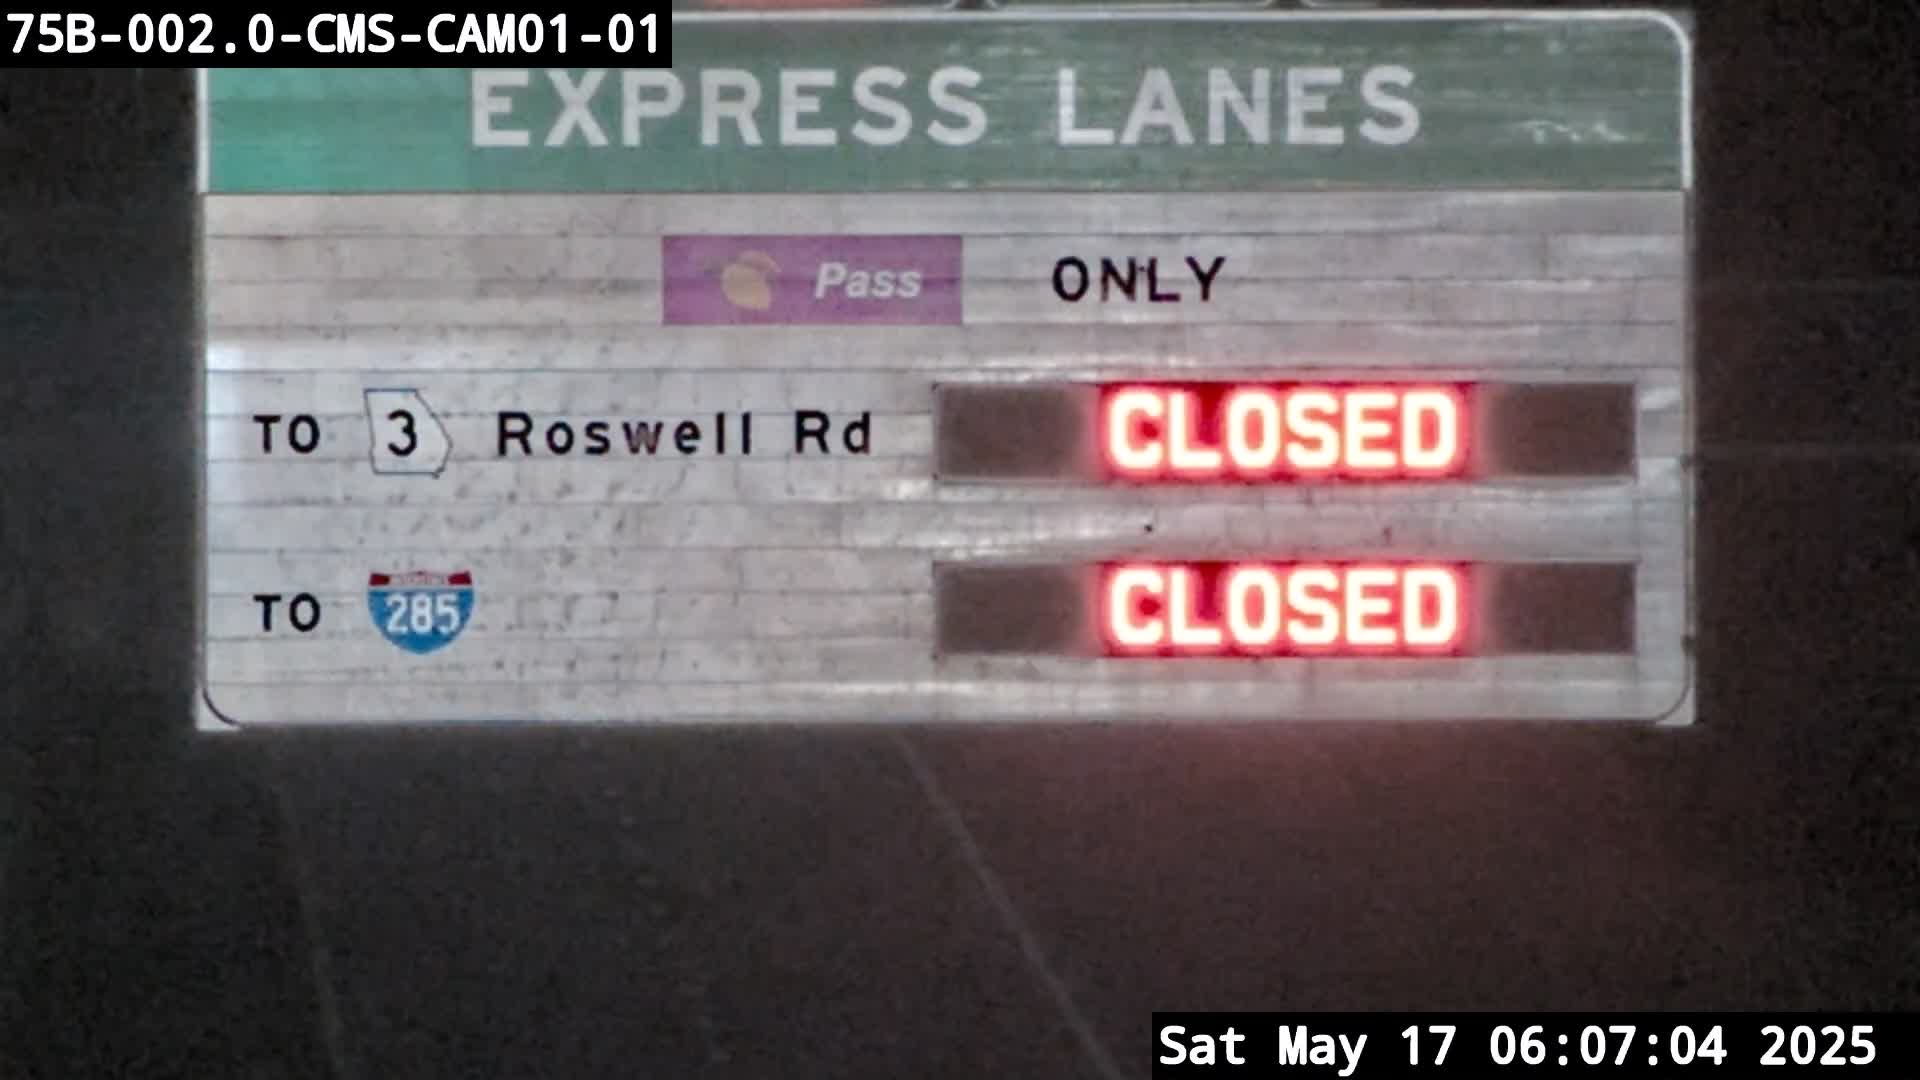 75B-002.0-CMS-CAM01-01
EXPRESS LANES
Pass ONLY
TO 3 Roswell Rd CLOSED
TO 285 CLOSED
Sat May 17 06:07:04 2025